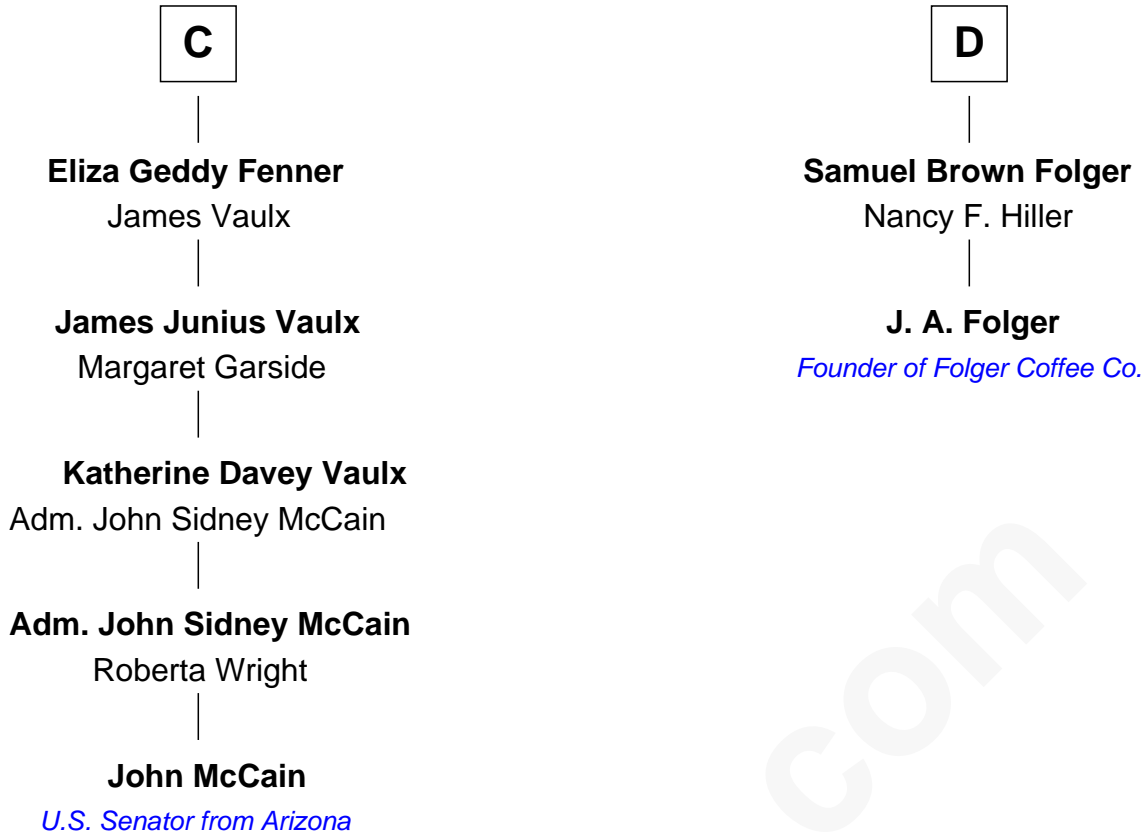 C
Eliza Geddy Fenner
James Vaulx
James Junius Vaulx
Margaret Garside
Katherine Davey Vaulx
Adm. John Sidney McCain
Adm. John Sidney McCain
Roberta Wright
John McCain
U.S. Senator from Arizona
D
Samuel Brown Folger
Nancy F. Hiller
J. A. Folger
Founder of Folger Coffee Co.
com